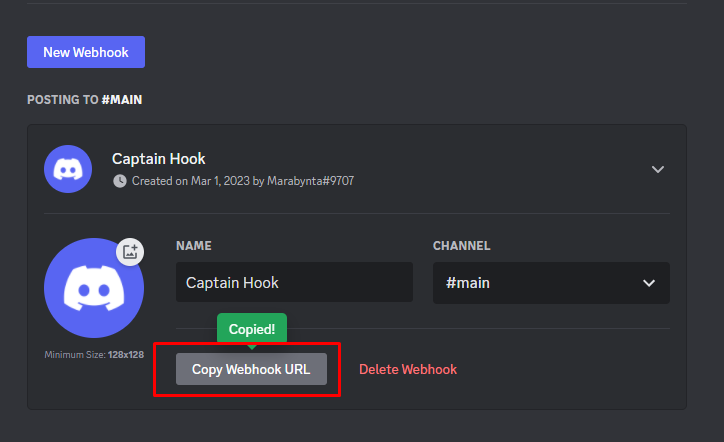 New Webhook
POSTING TO #MAIN
Captain Hook
Created on Mar 1, 2023 by Marabynta#9707
NAME
CHANNEL
Captain Hook
#main
Copied!
Minimum Size: 128x128
Copy Webhook URL
Delete Webhook